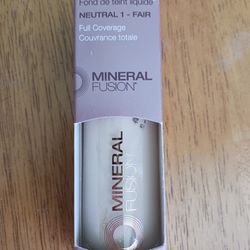 Fond de teint liquide
NEUTRAL 1 - FAIR
Full Coverage
Couvrance totale
MINERAL
FUSION
MINERAL
FUSION